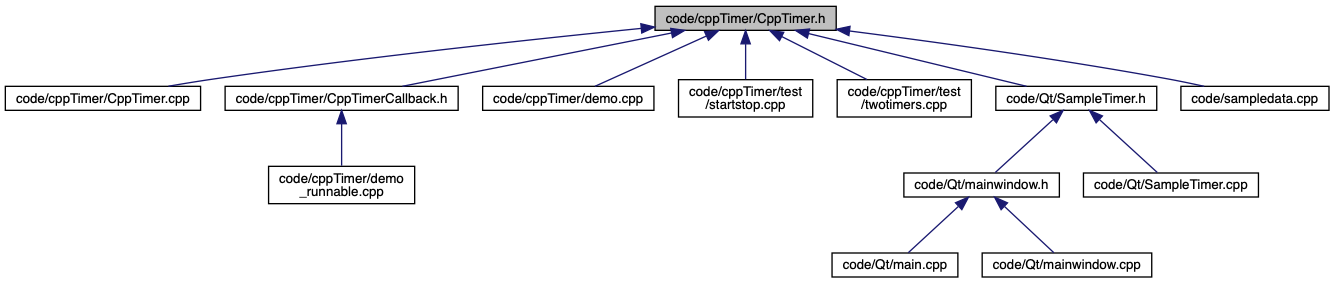 code/cppTimer/CppTimer.h
code/cppTimer/CppTimer.cpp
code/cppTimer/CppTimerCallback.h
code/cppTimer/demo.cpp
code/cppTimer/test
/startstop.cpp
code/cppTimer/test
/twotimers.cpp
code/Qt/SampleTimer.h
code/sampledata.cpp
code/cppTimer/demo
_runnable.cpp
code/Qt/mainwindow.h
code/Qt/SampleTimer.cpp
code/Qt/main.cpp
code/Qt/mainwindow.cpp